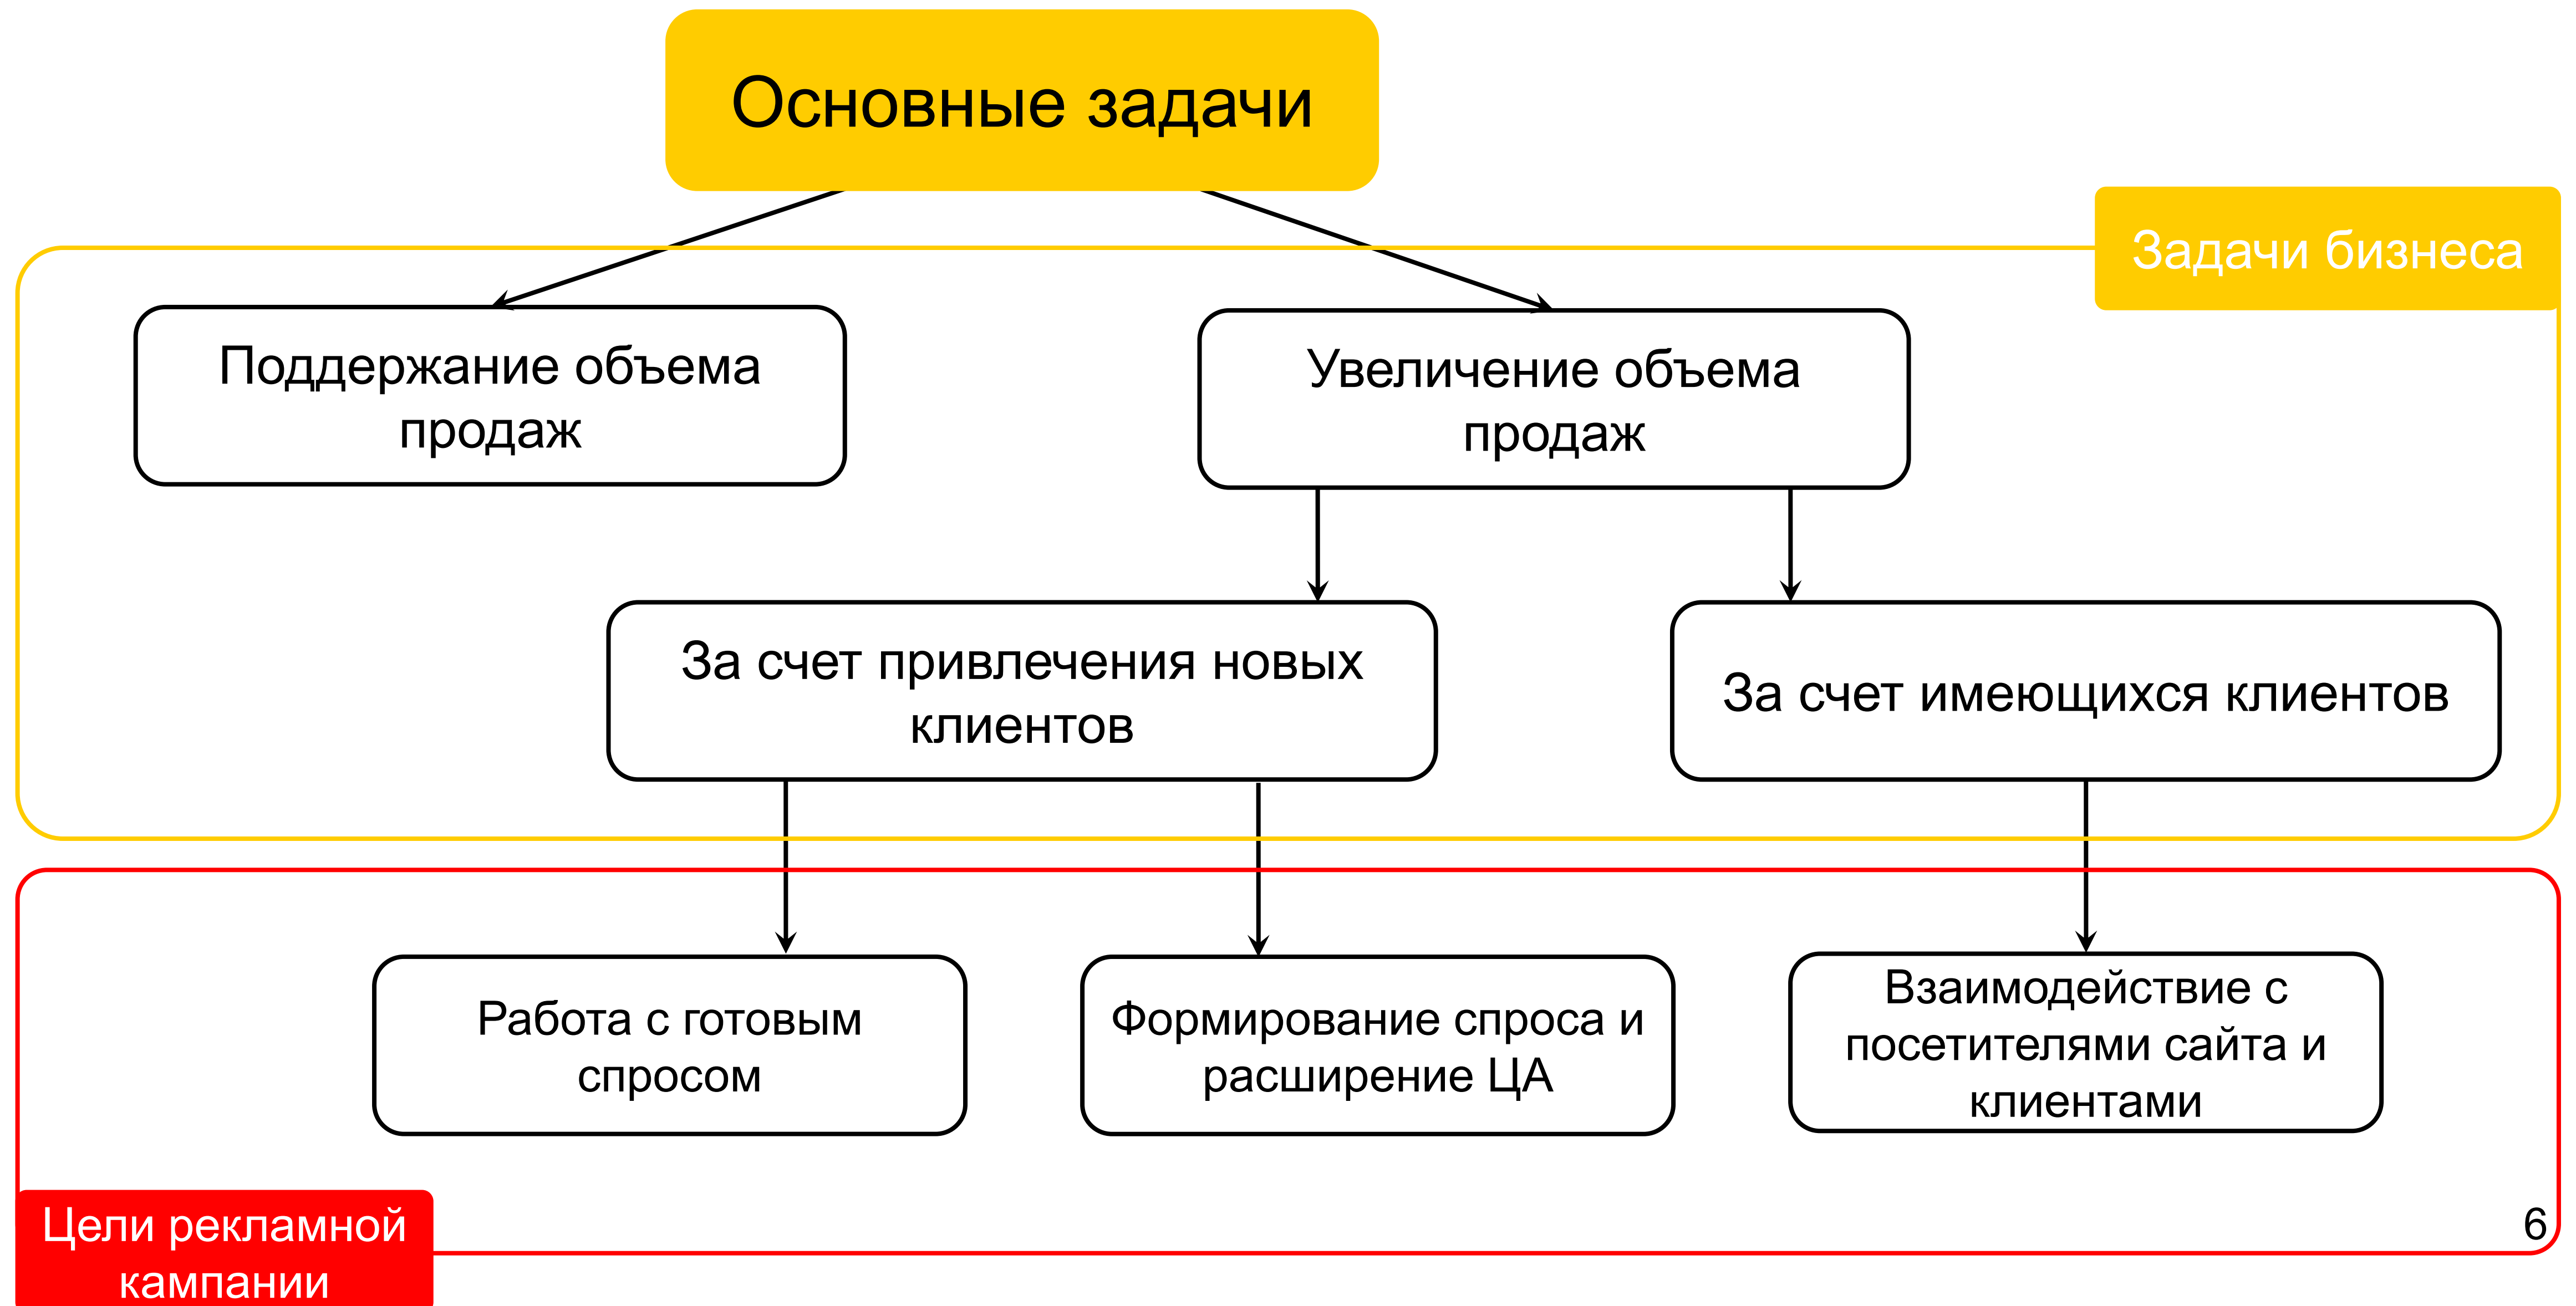 Основные задачи
Задачи бизнеса
Поддержание объема
продаж
Увеличение объема
продаж
За счет привлечения новых
клиентов
За счет имеющихся клиентов
Работа с готовым
спросом
Формирование спроса и
расширение ЦА
Взаимодействие с
посетителями сайта и
клиентами
Цели рекламной
кампании
6